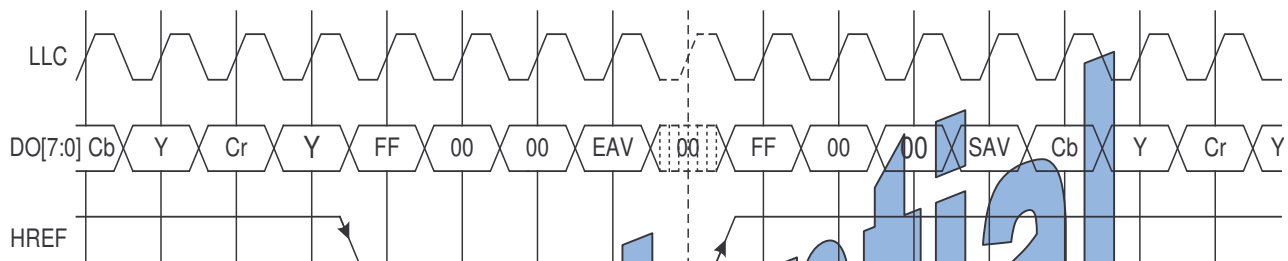 LLC
DO[7:0] Cb Y Cr Y FF 00 00 EAV 00 FF 00 00 SAV Cb Y Cr Y
HREF